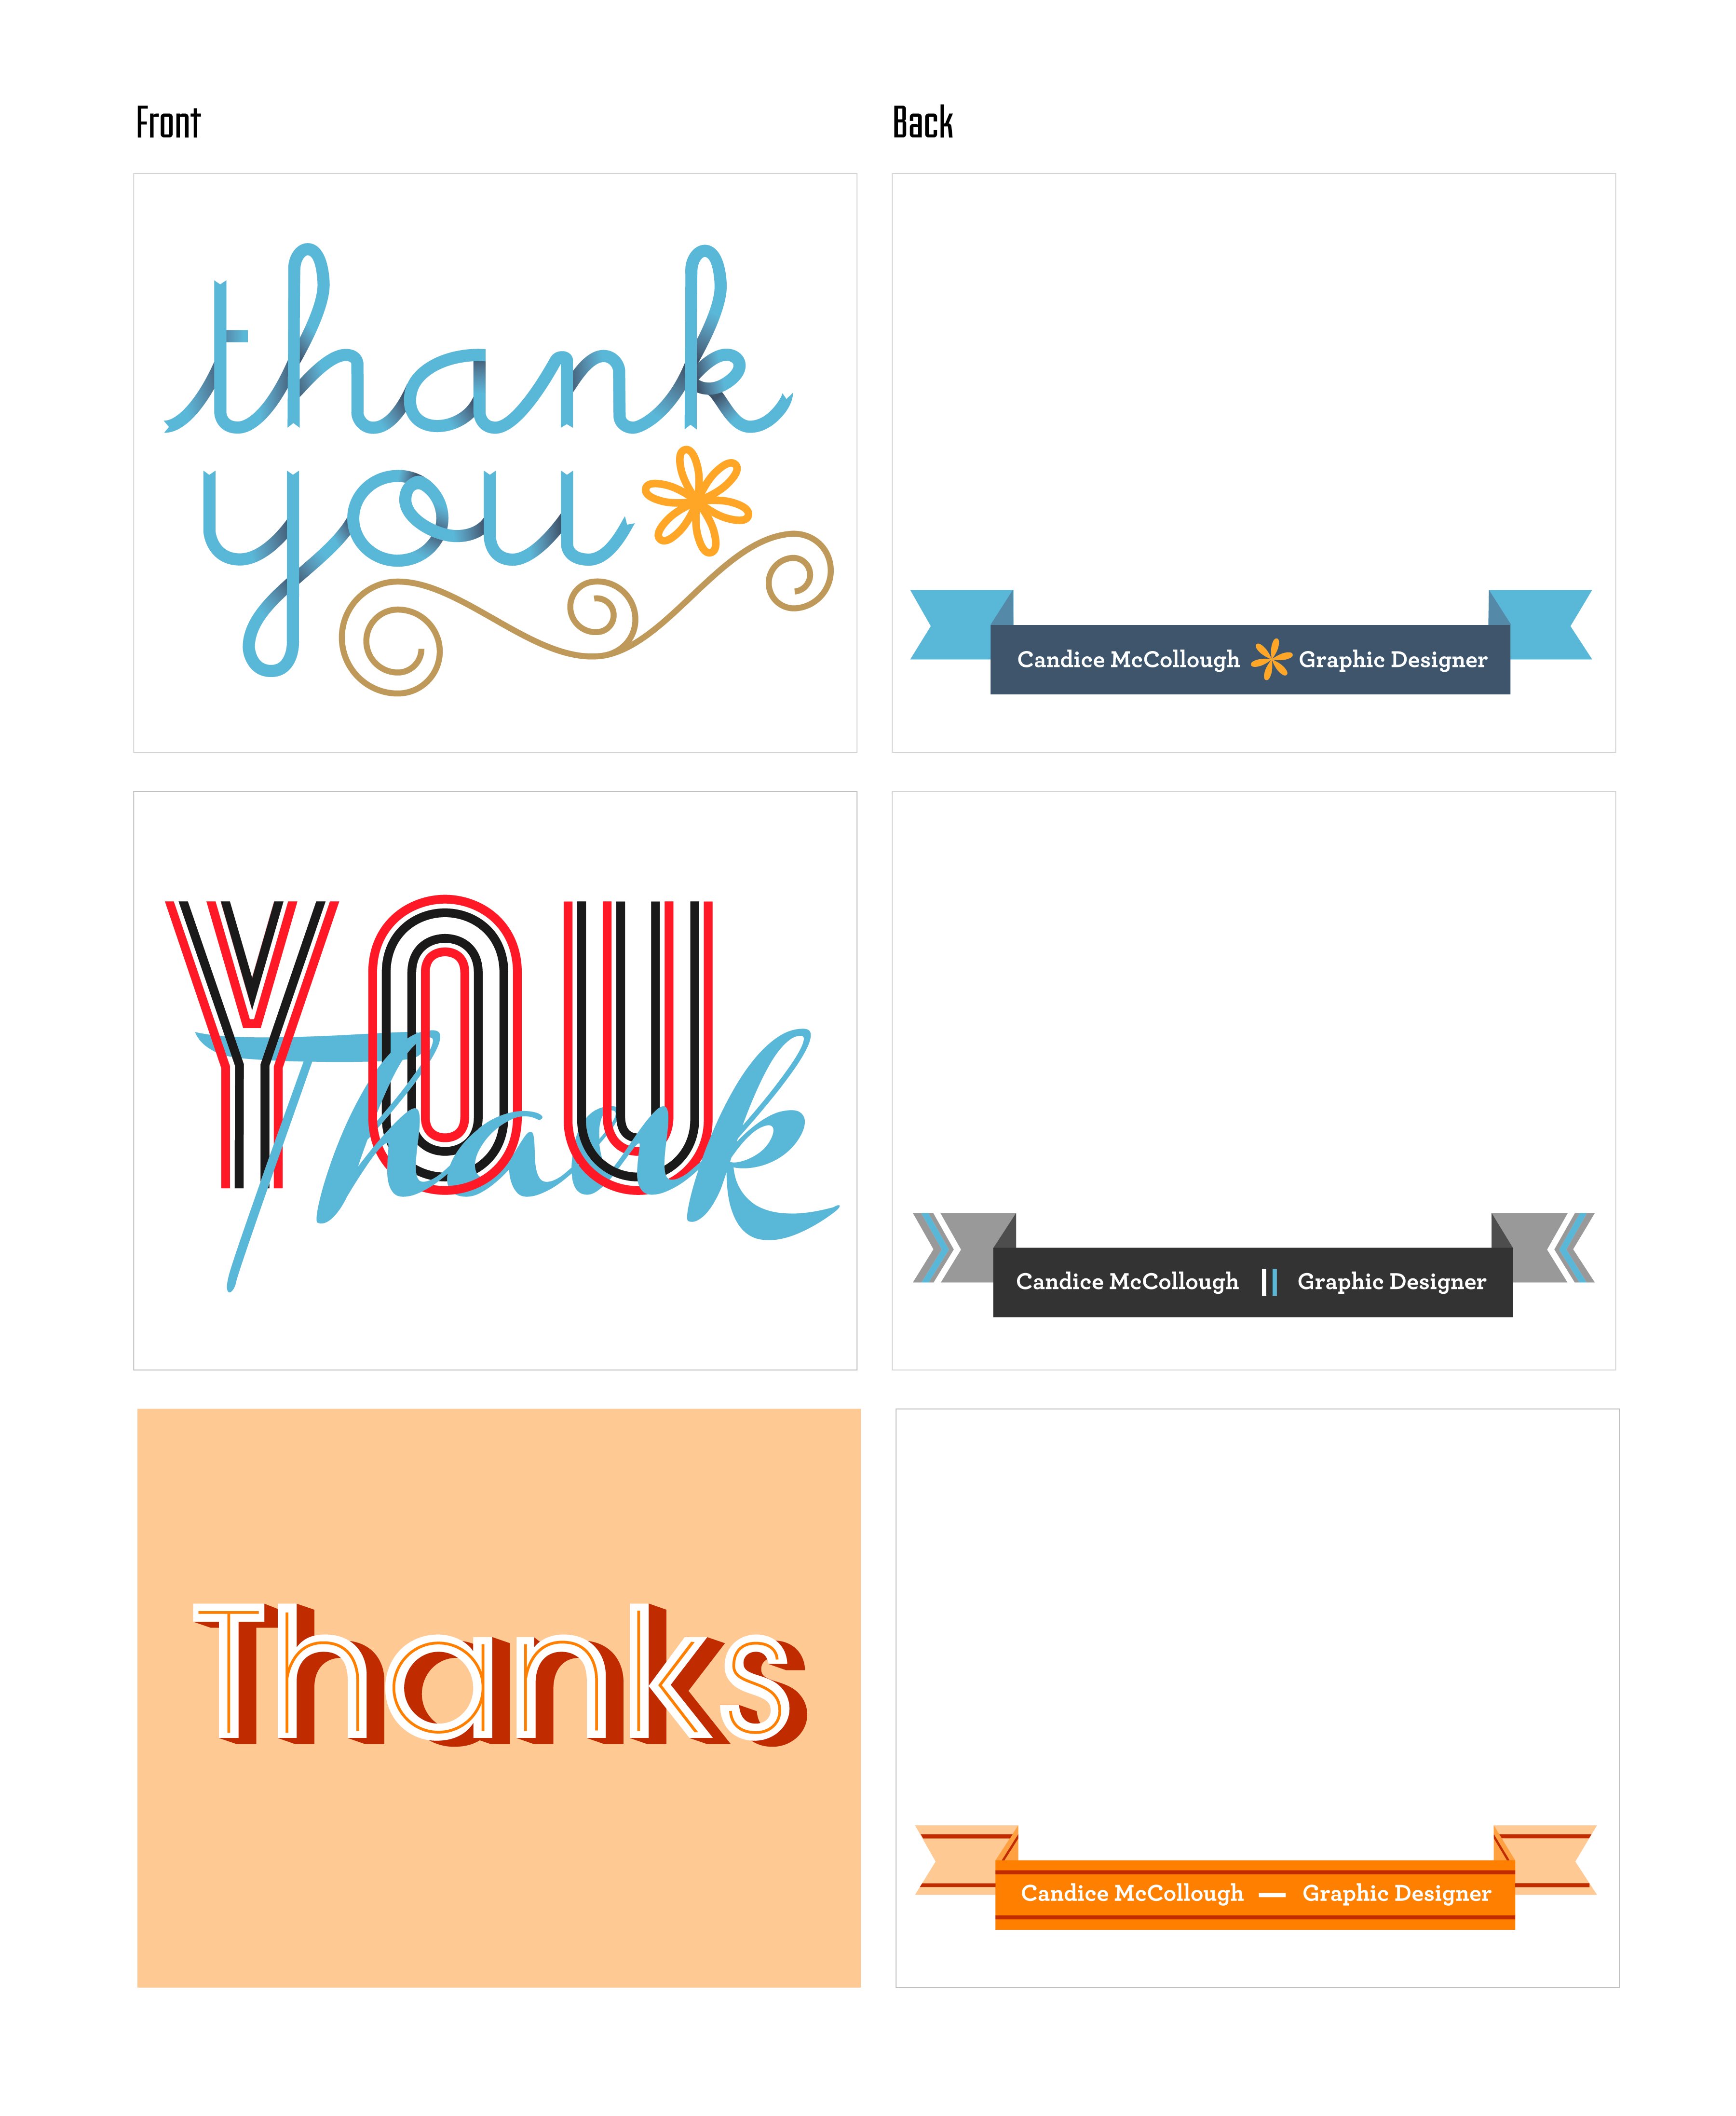 Front
Back
thank
you
Candice McCollough Graphic Designer
YOU
Thank
Candice McCollough || Graphic Designer
Thanks
Candice McCollough — Graphic Designer